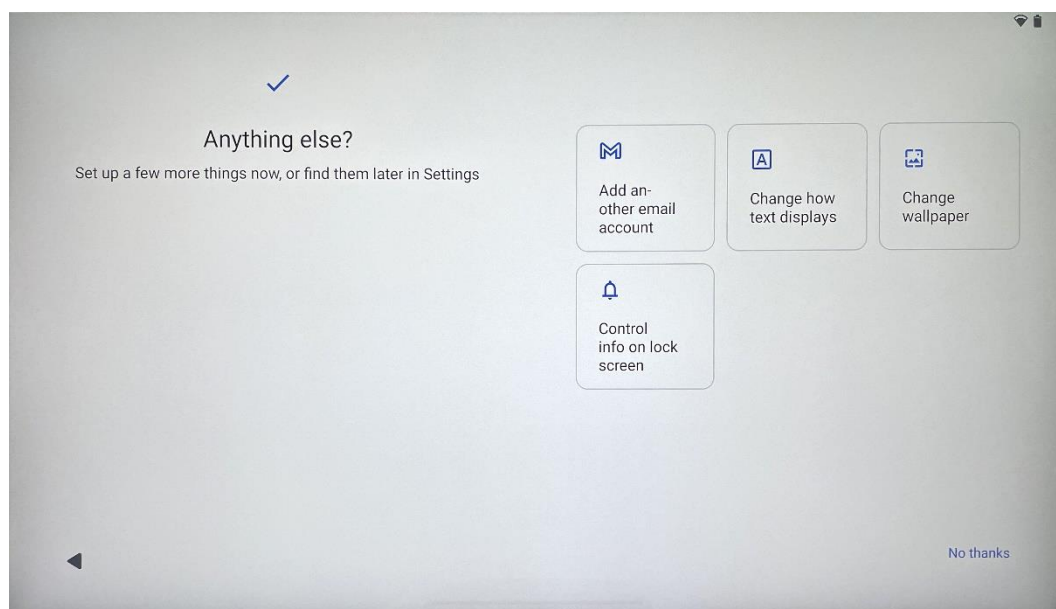 Anything else?
Set up a few more things now, or find them later in Settings
Add an-
other email
account
Change how
text displays
Change
wallpaper
Control
info on lock
screen
No thanks